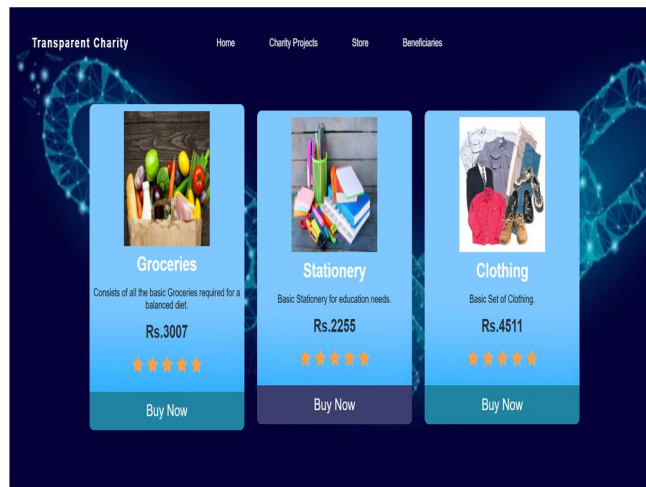 Transparent Charity
Home Charity Projects Store Beneficiaries
Groceries
Consists of all the basic Groceries required for a
balanced diet.
Rs.3007
Buy Now
Stationery
Basic Stationery for education needs.
Rs.2255
Buy Now
Clothing
Basic Set of Clothing.
Rs.4511
Buy Now